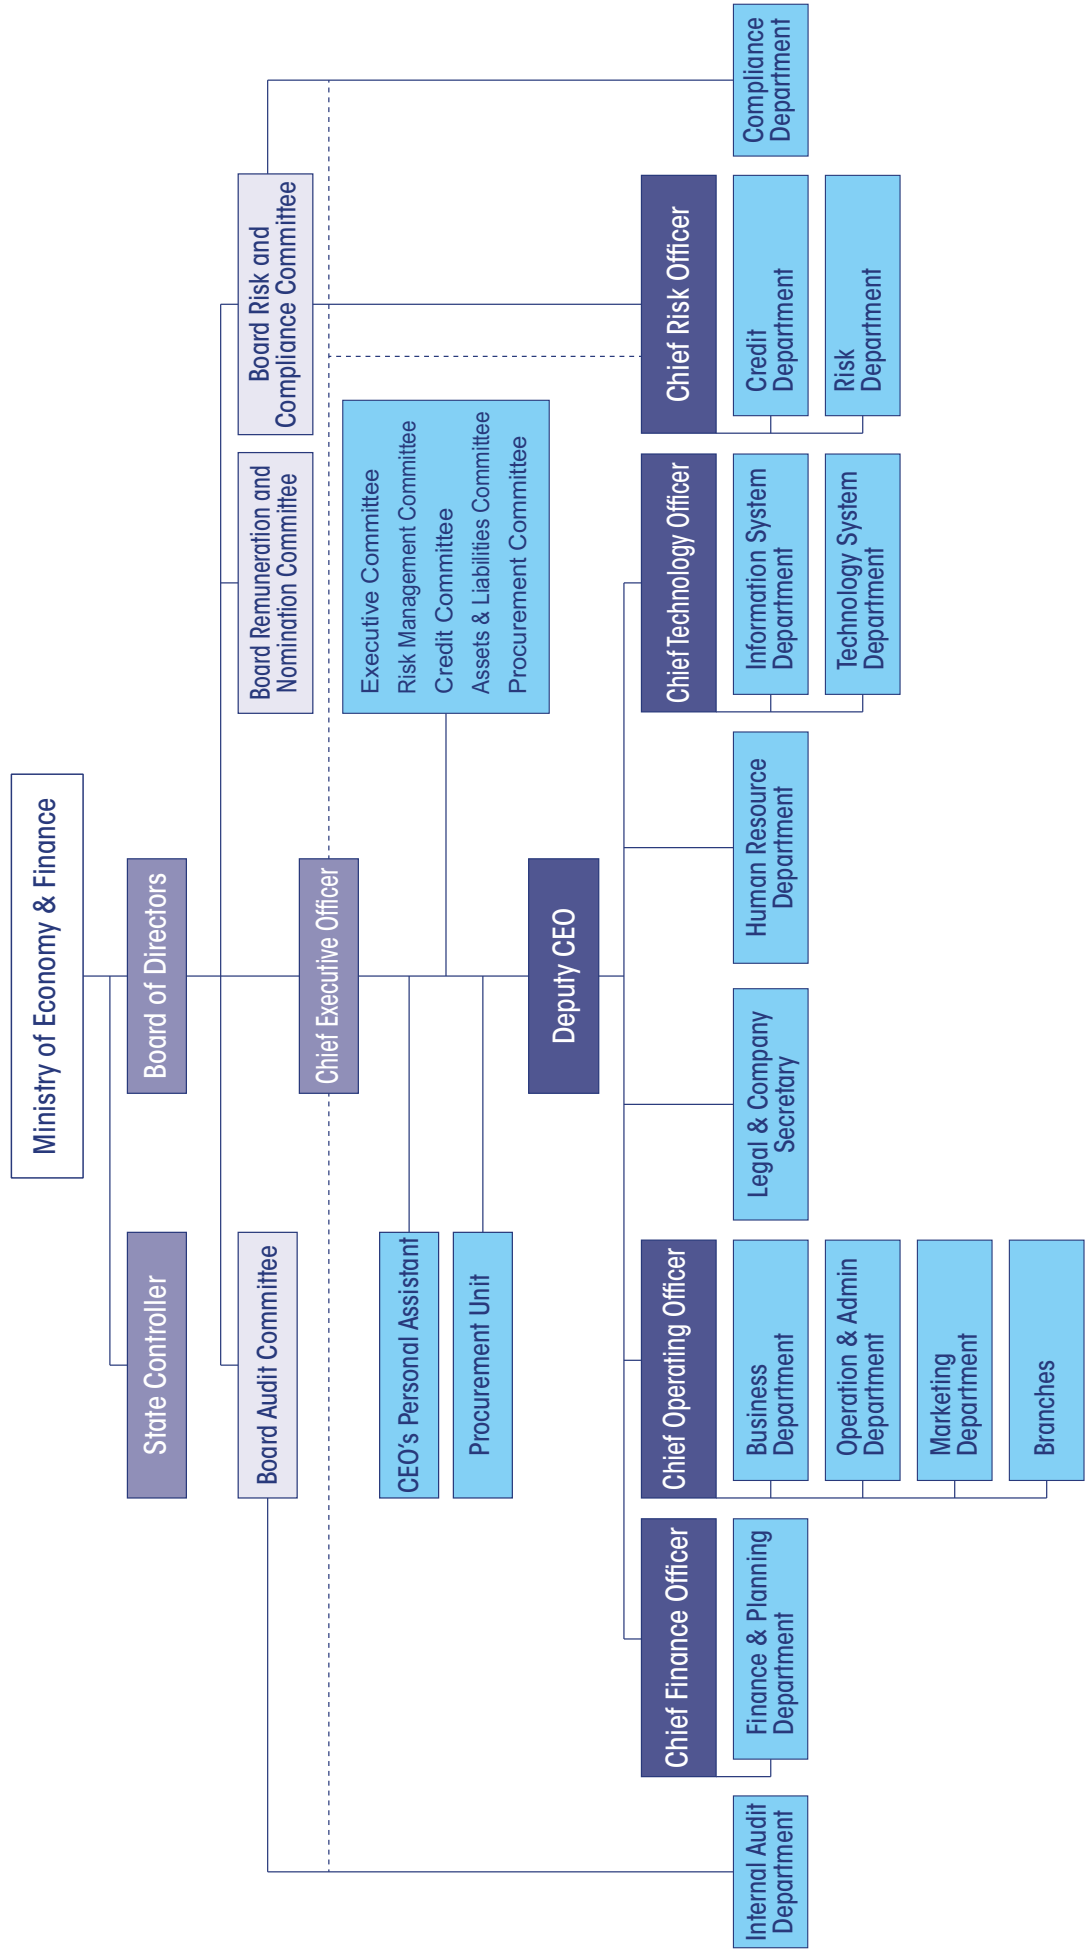 Ministry of Economy & Finance
State Controller
Board of Directors
Board Audit Committee
Board Remuneration and
Nomination Committee
Board Risk and
Compliance Committee
Chief Executive Officer
CEO's Personal Assistant
Procurement Unit
Executive Committee
Risk Management Committee
Credit Committee
Assets & Liabilities Committee
Procurement Committee
Deputy CEO
Chief Finance Officer
Chief Operating Officer
Chief Technology Officer
Chief Risk Officer
Internal Audit
Department
Finance & Planning
Department
Business
Department
Operation & Admin
Department
Marketing
Department
Branches
Legal & Company
Secretary
Human Resource
Department
Information System
Department
Technology System
Department
Credit
Department
Risk
Department
Compliance
Department